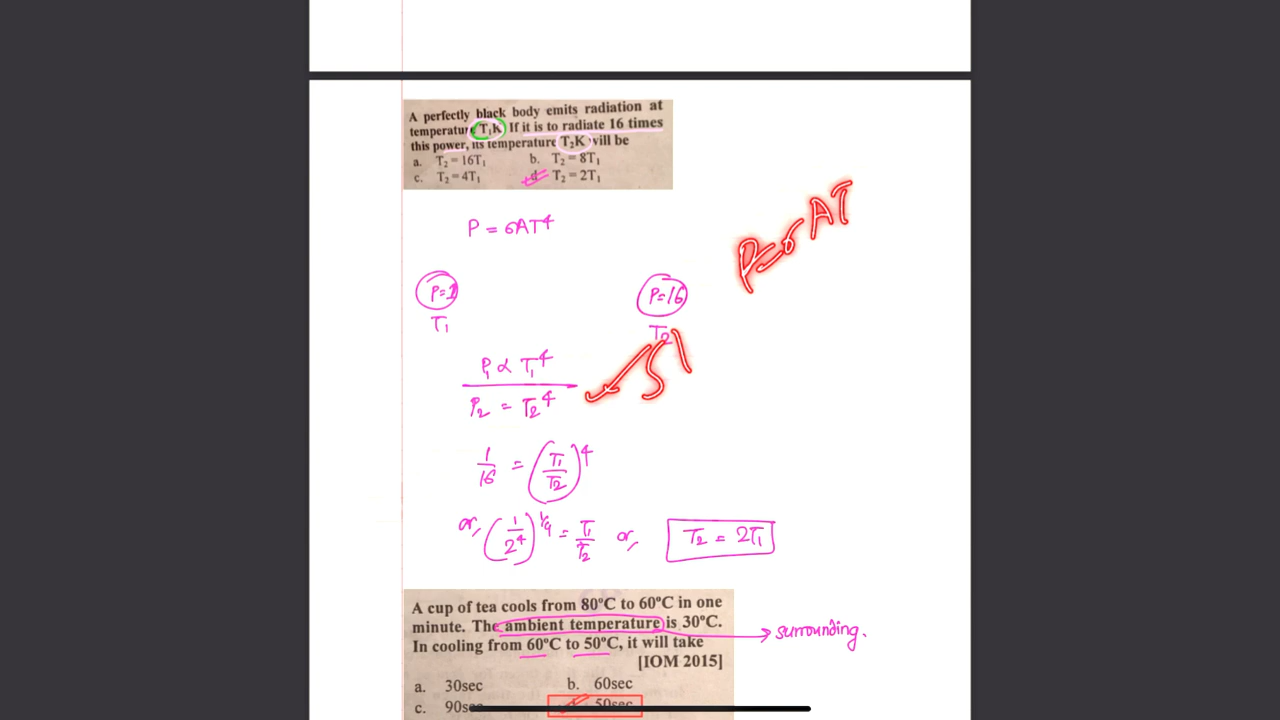 A perfectly black body emits radiation at
temperature T₁K If it is to radiate 16 times
this power, its temperature T₂K will be
a. T₂ = 16T₁ b. T₂ = 8T₁
c. T₂ = 4T₁ d. T₂ = 2T₁
P = σAT⁴
P σ AT
P=1 P=16
T₁ T₂
P₁ ∝ T₁⁴
P₂ = T₂⁴
1/16 = (T₁/T₂)⁴
or, (1/2⁴)^1/4 = T₁/T₂ or, T₂ = 2T₁
A cup of tea cools from 80°C to 60°C in one
minute. The ambient temperature is 30°C. → surrounding.
In cooling from 60°C to 50°C, it will take
[IOM 2015]
a. 30sec b. 60sec
c. 90sec 50sec